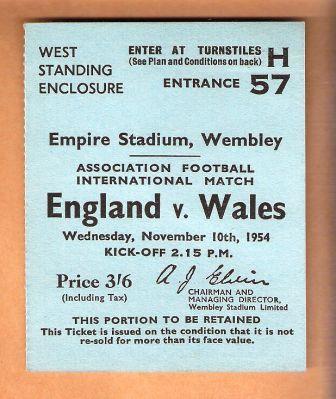 WEST ENTER AT TURNSTILES H
STANDING (See Plan and Conditions on back)
ENCLOSURE ENTRANCE 57
Empire Stadium, Wembley
ASSOCIATION FOOTBALL
INTERNATIONAL MATCH
England v. Wales
Wednesday, November 10th, 1954
KICK-OFF 2.15 P.M.
Price 3/6 A J Elvin
(Including Tax) CHAIRMAN AND
MANAGING DIRECTOR,
Wembley Stadium Limited
THIS PORTION TO BE RETAINED
This Ticket is issued on the condition that it is not
re-sold for more than its face value.